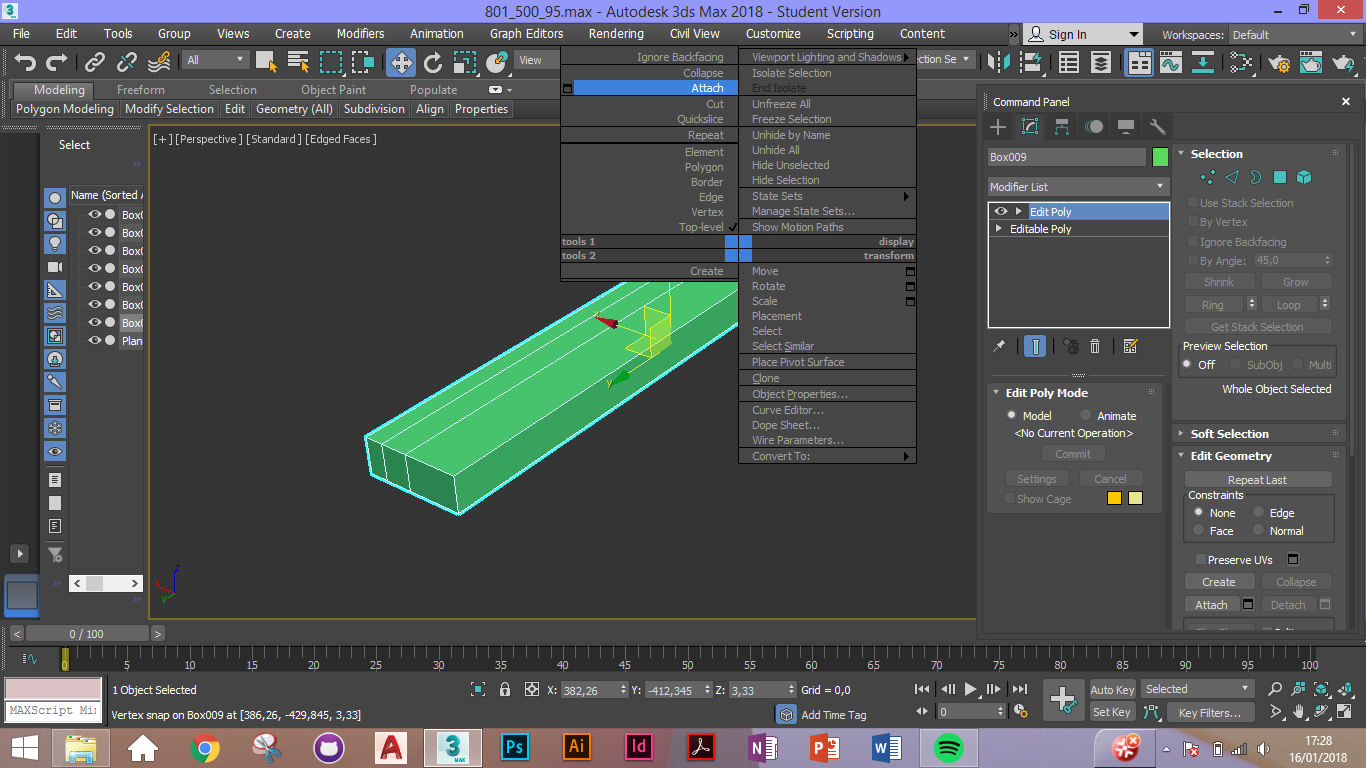 801_500_95.max - Autodesk 3ds Max 2018 - Student Version
File Edit Tools Group Views Create Modifiers Animation Graph Editors Rendering Civil View Customize Scripting Content Sign In Workspaces: Default
All View
Modeling Freeform Selection Object Paint Populate
Polygon Modeling Modify Selection Edit Geometry (All) Subdivision Align Properties
Select
Name (Sorted A
Box0
Box0
Box0
Box0
Box0
Box0
Box0
Plan
[+] [Perspective ] [Standard ] [Edged Faces ]
Ignore Backfacing
Collapse
Attach
Cut
Quickslice
Repeat
Element
Polygon
Border
Edge
Vertex
Top-level
tools 1
tools 2
Create
Viewport Lighting and Shadows
Isolate Selection
End Isolate
Unfreeze All
Freeze Selection
Unhide by Name
Unhide All
Hide Unselected
Hide Selection
State Sets
Manage State Sets...
Show Motion Paths
display
transform
Move
Rotate
Scale
Placement
Select
Select Similar
Place Pivot Surface
Clone
Object Properties...
Curve Editor...
Dope Sheet...
Wire Parameters...
Convert To:
Command Panel
Box009
Modifier List
Edit Poly
Editable Poly
Edit Poly Mode
Model Animate
<No Current Operation>
Commit
Settings Cancel
Show Cage
Selection
Use Stack Selection
By Vertex
Ignore Backfacing
By Angle: 45,0
Shrink Grow
Ring Loop
Get Stack Selection
Preview Selection
Off SubObj Multi
Whole Object Selected
Soft Selection
Edit Geometry
Repeat Last
Constraints
None Edge
Face Normal
Preserve UVs
Create Collapse
Attach Detach
x
y
z
y
0 / 100
0 5 10 15 20 25 30 35 40 45 50 55 60 65 70 75 80 85 90 95 100
1 Object Selected X: 382,26 Y: -412,345 Z: 3,33 Grid = 0,0
MAXScript Mi
Vertex snap on Box009 at [386,26, -429,845, 3,33]
Add Time Tag
0
Auto Key Selected
Set Key Key Filters...
3 MAX Ps Ai Id N P W
17:28
16/01/2018